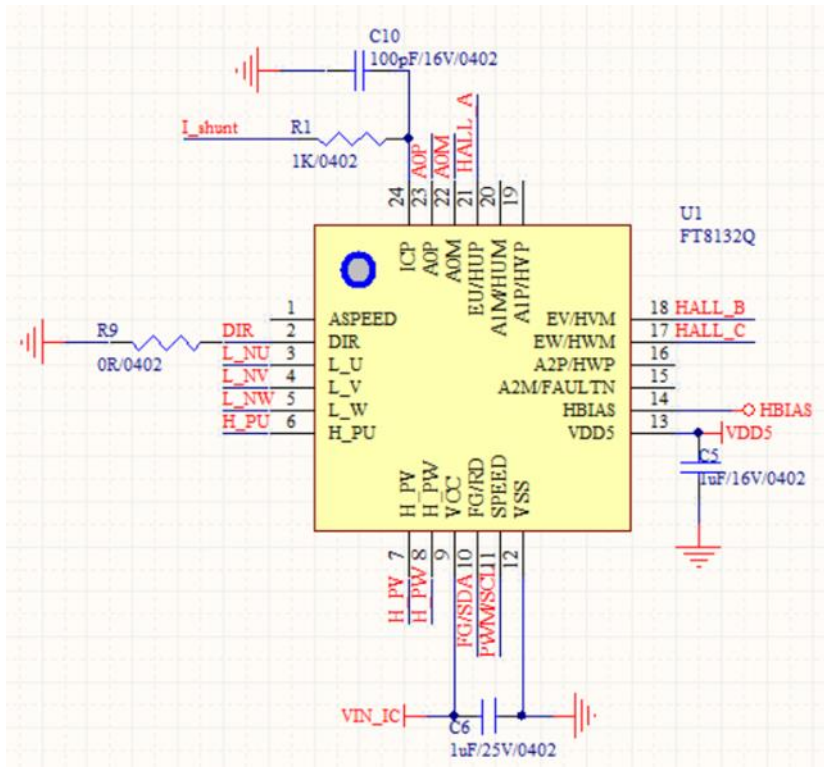 C10
100pF/16V/0402
I_shunt
R1
1K/0402
A0P
A0M
HALL_A
24
23
22
21
20
19
U1
FT8132Q
ICP
A0P
A0M
EU/HUP
A1M/HUM
A1P/HVP
1
ASPEED
R9
0R/0402
DIR
2
DIR
L_NU
3
L_U
L_NV
4
L_V
L_NW
5
L_W
H_PU
6
H_PU
EV/HVM
18
HALL_B
EW/HWM
17
HALL_C
A2P/HWP
16
A2M/FAULTN
15
HBIAS
14
HBIAS
VDD5
13
VDD5
C5
1uF/16V/0402
H_PV
H_PW
VCC
FG/RD
SPEED
VSS
7
8
9
10
11
12
H_PV
H_PW
FG/SDA
PWM/SCL
VIN_IC
C6
1uF/25V/0402